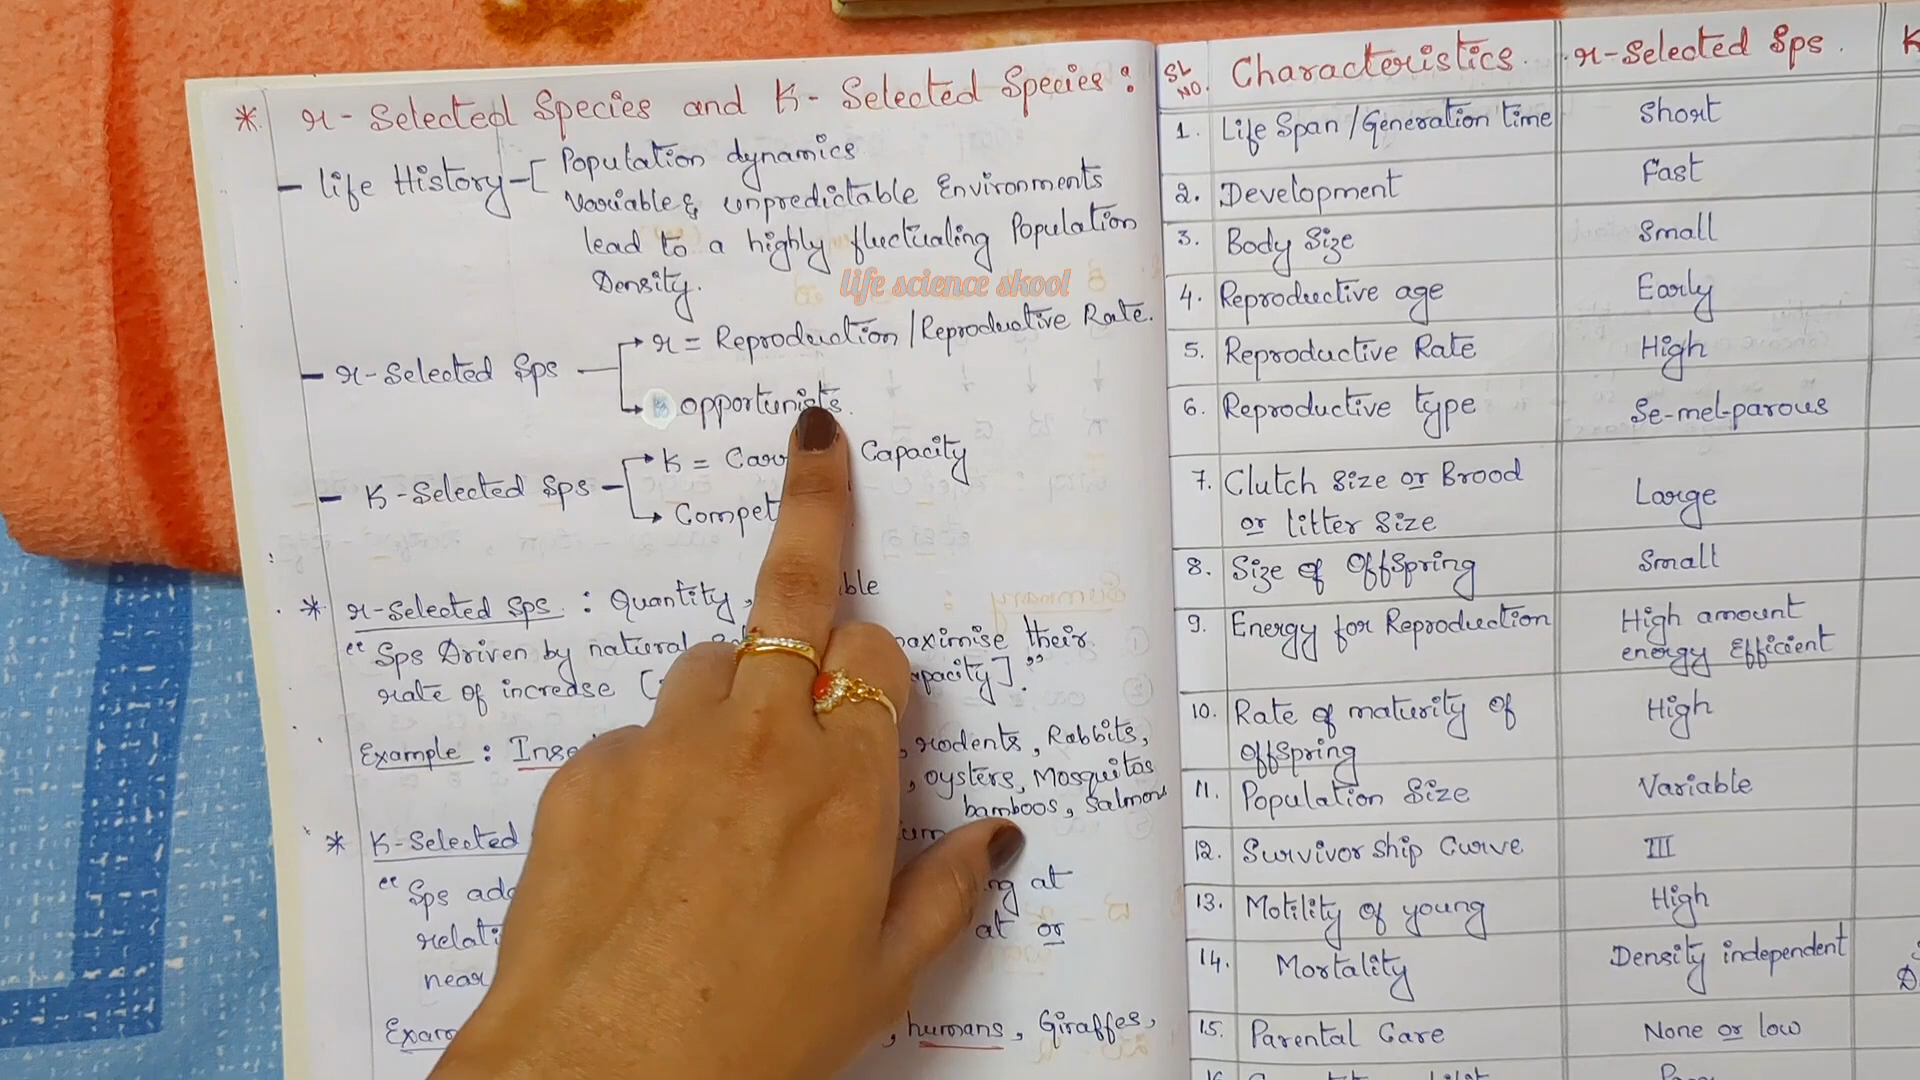 * r-Selected Species and K-Selected Species:
- life History-[ Population dynamics
Variable & unpredictable Environments
lead to a highly fluctuating Population
Density.
life science skool
- r-Selected Sps → r = Reproduction/Reproductive Rate.
→ opportunists.
- K-Selected Sps → K = Capacity
→
* r-Selected Sps : Quantity,
"Sps Driven by natural maximise their
rate of increase
Example : rodents, Rabbits,
, oysters, Mosquitos
bamboos, Salmons
* K-Selected
"Sps at
at or
near
, humans, Giraffes,
SL NO. Characteristics. r-Selected Sps. K
1. Life Span/Generation time Short
2. Development Fast
3. Body Size Small
4. Reproductive age Early
5. Reproductive Rate High
6. Reproductive type Se-mel-parous
7. Clutch size or Brood
or litter size Large
8. Size of Offspring Small
9. Energy for Reproduction High amount
energy Efficient
10. Rate of maturity of High
Offspring
11. Population Size Variable
12. Survivor ship Curve III
13. Motility of young High
14. Mortality Density independent
15. Parental Care None or low